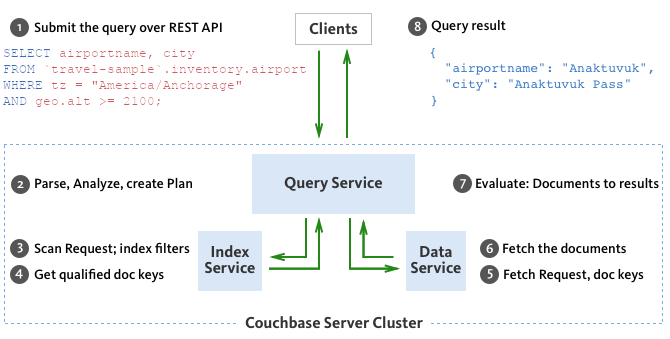 1 Submit the query over REST API
SELECT airportname, city
FROM `travel-sample`.inventory.airport
WHERE tz = "America/Anchorage"
AND geo.alt >= 2100;
Clients
8 Query result
{
"airportname": "Anaktuvuk",
"city": "Anaktuvuk Pass"
}
2 Parse, Analyze, create Plan
Query Service
7 Evaluate: Documents to results
3 Scan Request; index filters
4 Get qualified doc keys
Index
Service
Data
Service
6 Fetch the documents
5 Fetch Request, doc keys
Couchbase Server Cluster